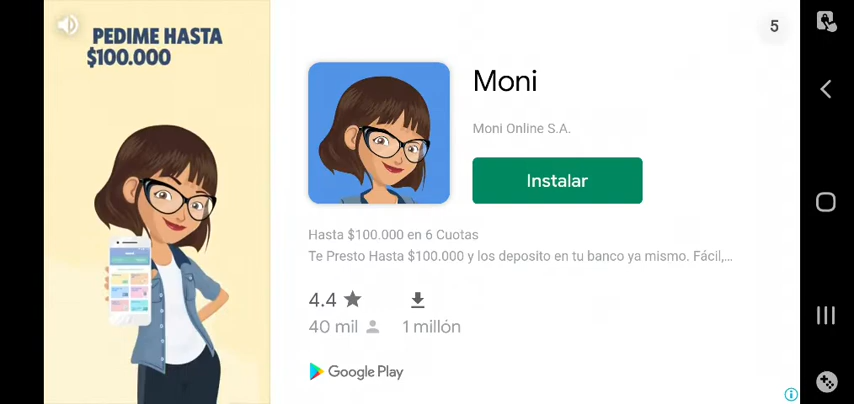 PEDIME HASTA
$100.000
5
Moni
Moni Online S.A.
Instalar
Hasta $100.000 en 6 Cuotas
Te Presto Hasta $100.000 y los deposito en tu banco ya mismo. Fácil,...
4.4
40 mil 1 millón
Google Play